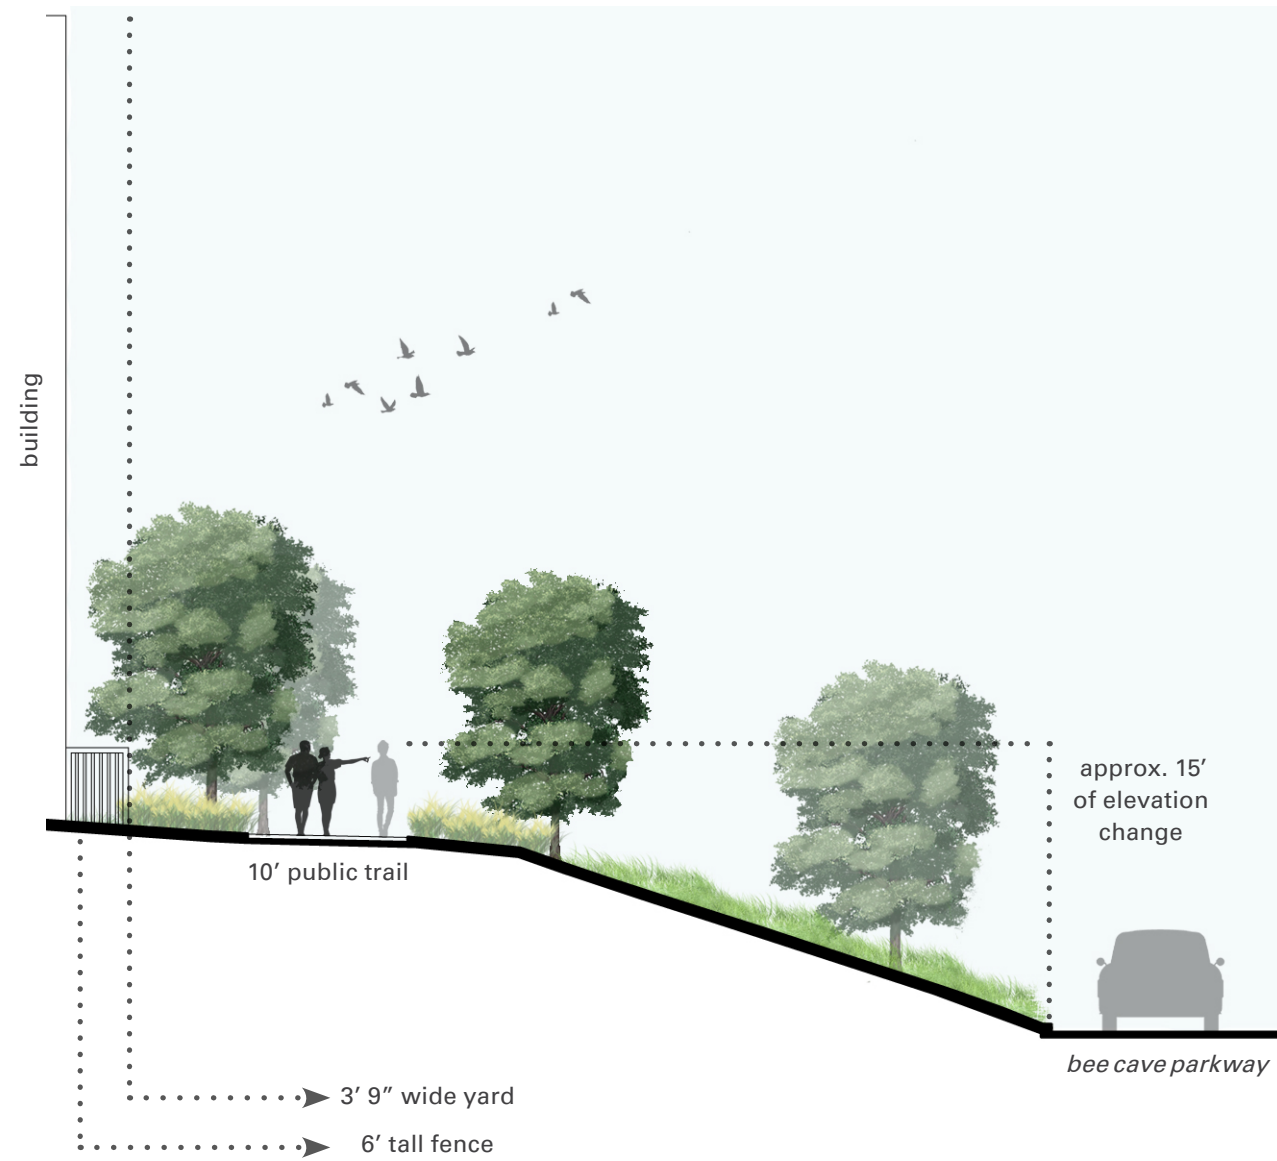 building
approx. 15’
of elevation
change
10’ public trail
bee cave parkway
3’ 9” wide yard
6’ tall fence